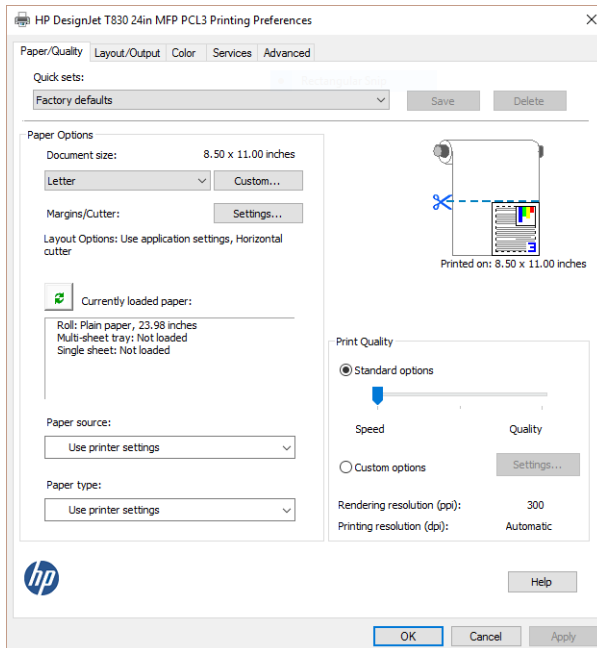 HP DesignJet T830 24in MFP PCL3 Printing Preferences
Paper/Quality Layout/Output Color Services Advanced
Quick sets:
Factory defaults
Save Delete
Paper Options
Document size: 8.50 x 11.00 inches
Letter Custom...
Margins/Cutter: Settings...
Layout Options: Use application settings, Horizontal
cutter
3
Printed on: 8.50 x 11.00 inches
Currently loaded paper:
Roll: Plain paper, 23.98 inches
Multi-sheet tray: Not loaded
Single sheet: Not loaded
Paper source:
Use printer settings
Paper type:
Use printer settings
Print Quality
Standard options
Speed Quality
Custom options Settings...
Rendering resolution (ppi): 300
Printing resolution (dpi): Automatic
hp
Help
OK Cancel Apply